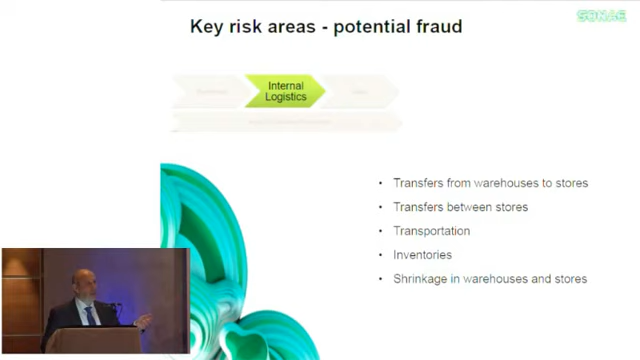 SONAE
Key risk areas - potential fraud
Internal
Logistics
• Transfers from warehouses to stores
• Transfers between stores
• Transportation
• Inventories
• Shrinkage in warehouses and stores